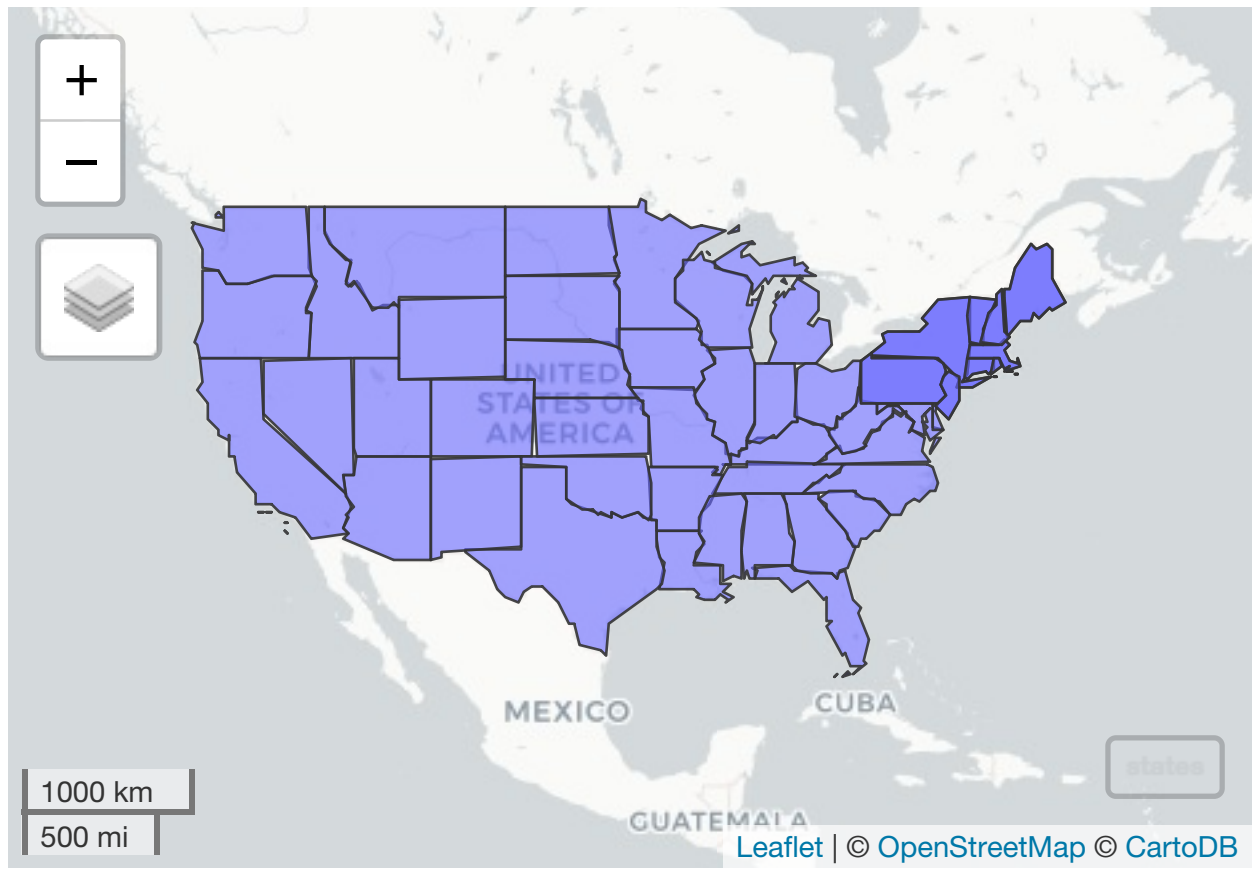 +
−
UNITED
STATES OF
AMERICA
MEXICO
CUBA
states
1000 km
500 mi
GUATEMALA
Leaflet | © OpenStreetMap © CartoDB